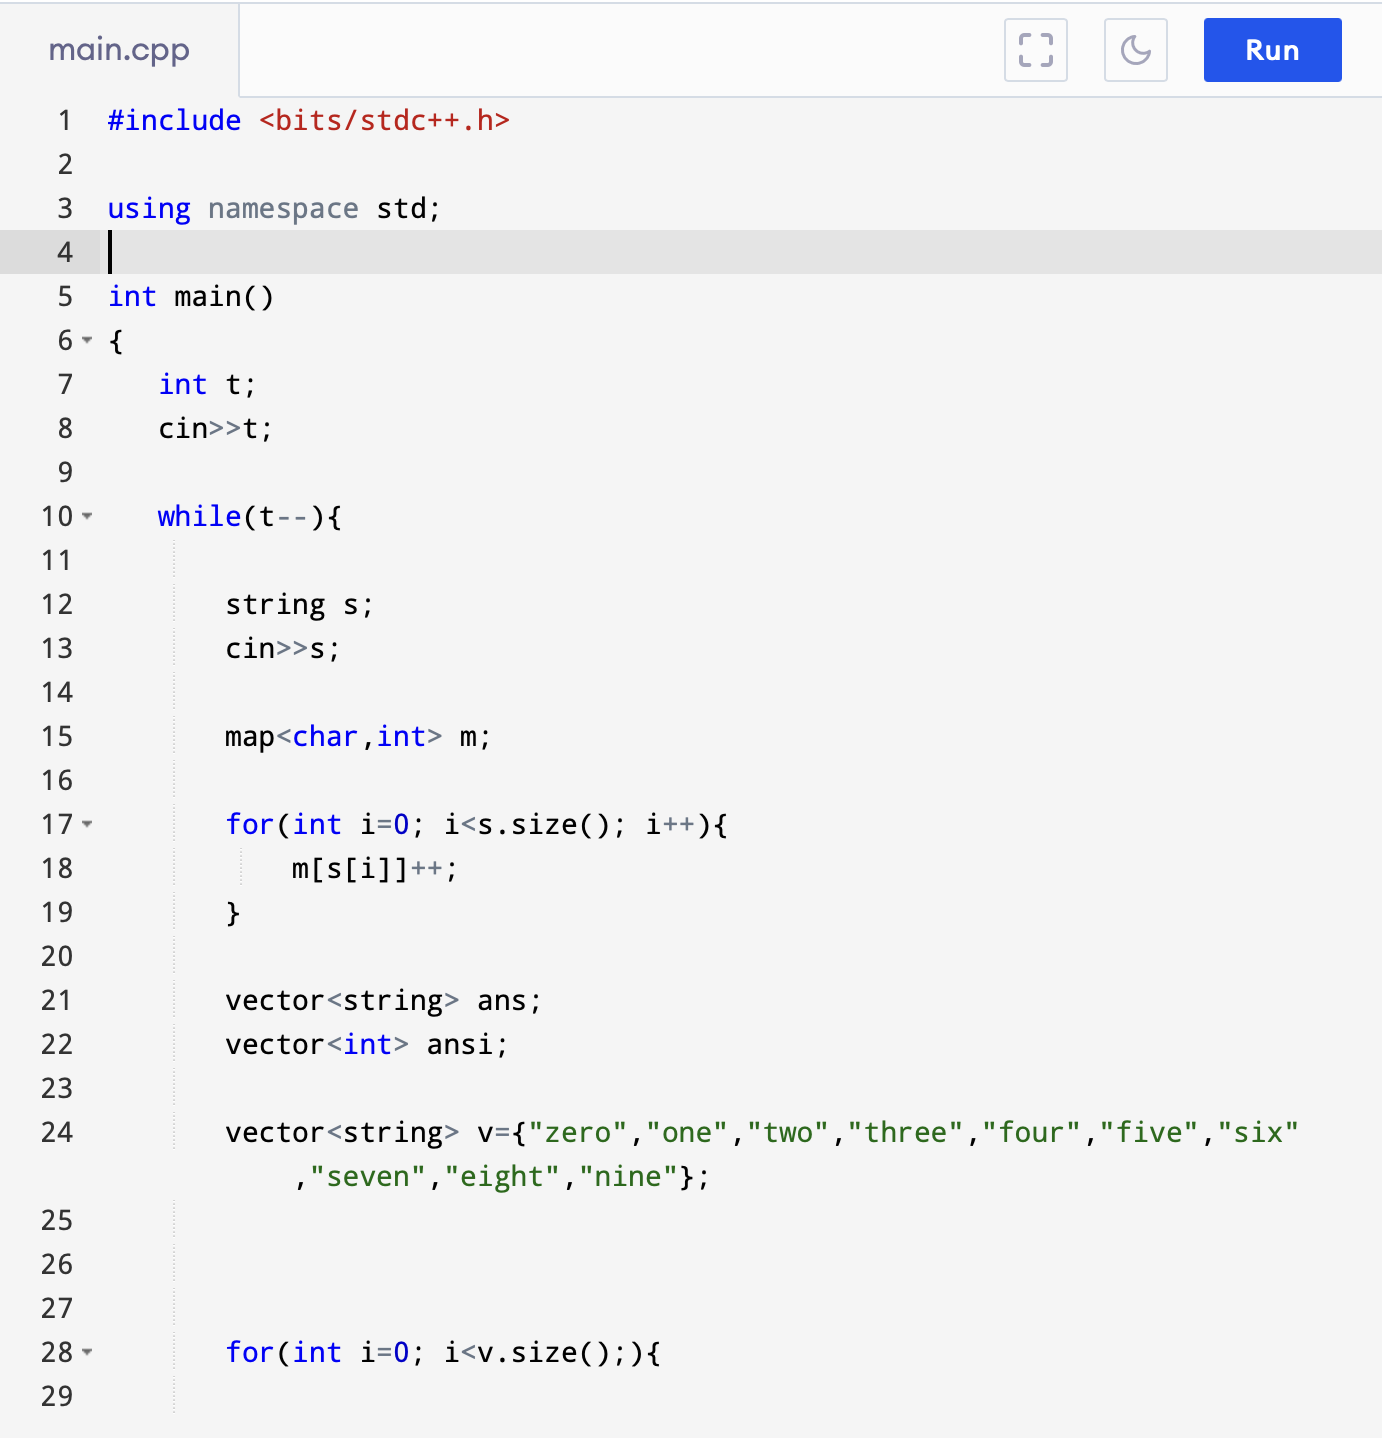 main.cpp
Run
1 #include <bits/stdc++.h>
2
3 using namespace std;
4
5 int main()
6 {
7 int t;
8 cin>>t;
9
10 while(t--){
11
12 string s;
13 cin>>s;
14
15 map<char,int> m;
16
17 for(int i=0; i<s.size(); i++){
18 m[s[i]]++;
19 }
20
21 vector<string> ans;
22 vector<int> ansi;
23
24 vector<string> v={"zero","one","two","three","four","five","six"
,"seven","eight","nine"};
25
26
27
28 for(int i=0; i<v.size();){
29